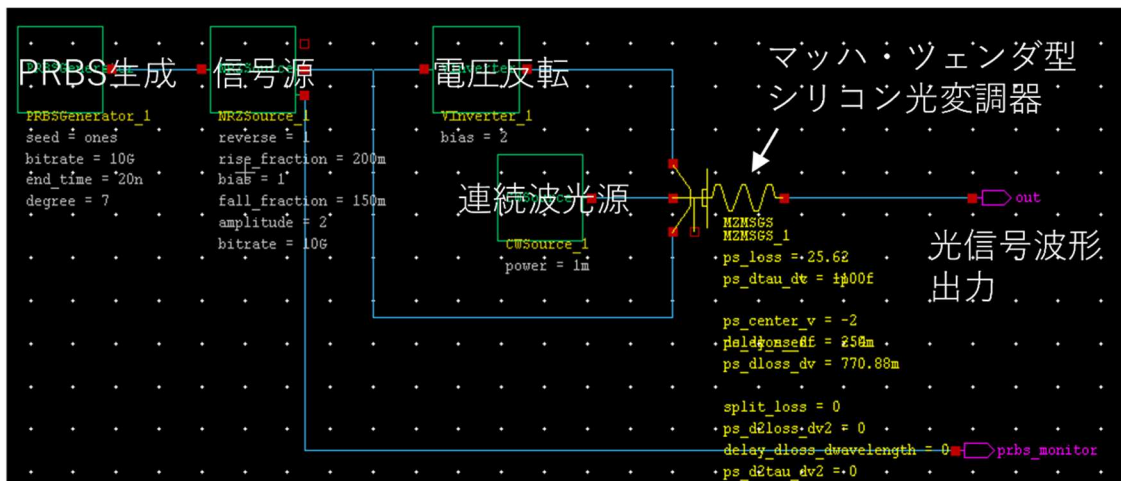 PRBS生成
信号源
電圧反転
マッハ・ツェンダ型
シリコン光変調器
PRBSGenerator_1
seed = ones
bitrate = 10G
end_time = 20n
degree = 7
NRZSource_1
reverse = 1
rise_fraction = 200m
bias = 1
fall_fraction = 150m
amplitude = 2
bitrate = 10G
VInverter_1
bias = 2
連続波光源
CWSource_1
power = 1m
MZMSGS
MZMSGS_1
ps_loss = 25.62
ps_dtau_dv =
ps_center_v = -2
ps_dloss_dv = 770.88m
split_loss = 0
ps_d2loss_dv2 = 0
delay_dloss_dwavelength = 0
ps_d2tau_dv2 = 0
out
光信号波形
出力
prbs_monitor